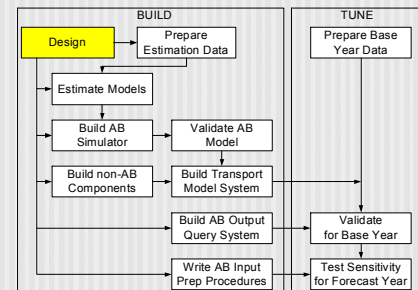 BUILD
TUNE
Design
Prepare
Estimation Data
Prepare Base
Year Data
Estimate Models
Build AB
Simulator
Validate AB
Model
Build non-AB
Components
Build Transport
Model System
Build AB Output
Query System
Validate
for Base Year
Write AB Input
Prep Procedures
Test Sensitivity
for Forecast Year